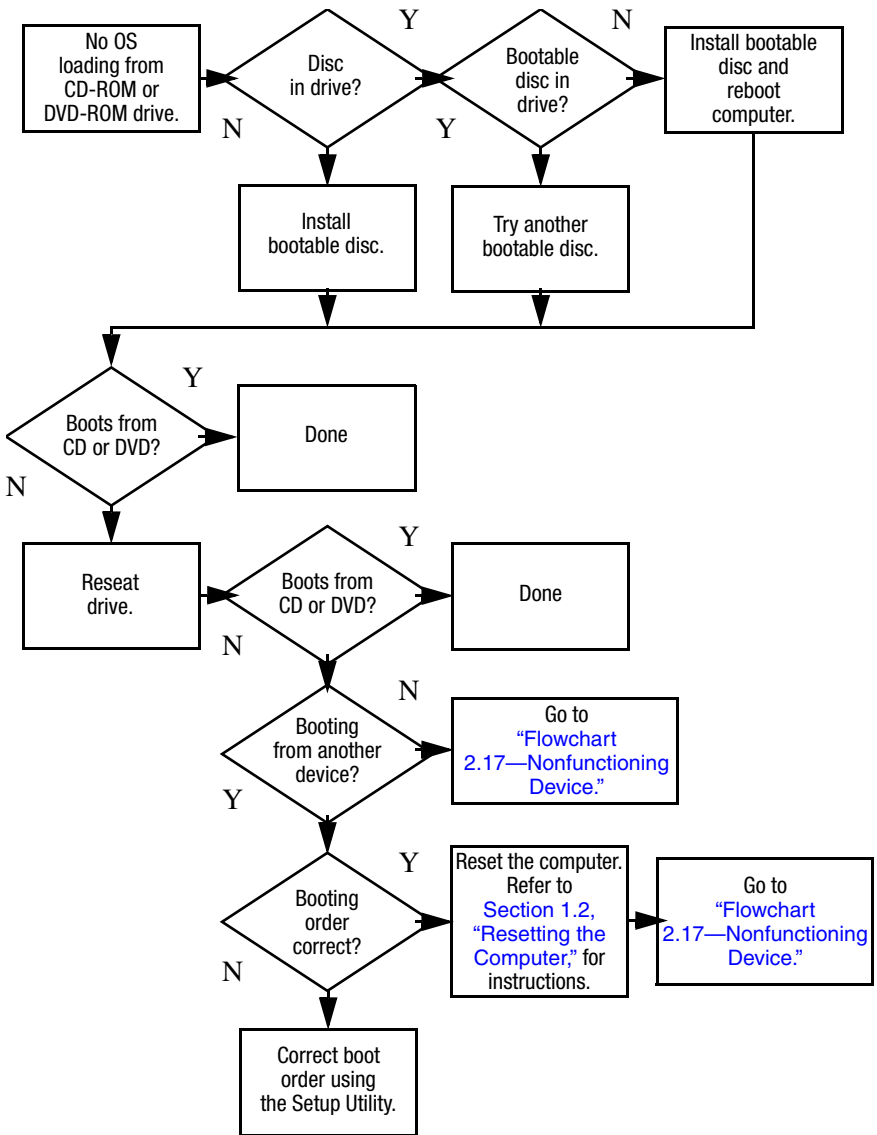 No OS
loading from
CD-ROM or
DVD-ROM drive.
Disc
in drive?
Y
N
Bootable
disc in
drive?
N
Y
Install bootable
disc and
reboot
computer.
Install
bootable disc.
Try another
bootable disc.
Boots from
CD or DVD?
Y
N
Done
Reseat
drive.
Boots from
CD or DVD?
Y
N
Done
Booting
from another
device?
N
Y
Go to
“Flowchart
2.17—Nonfunctioning
Device.”
Booting
order
correct?
Y
N
Reset the computer.
Refer to
Section 1.2,
“Resetting the
Computer,” for
instructions.
Go to
“Flowchart
2.17—Nonfunctioning
Device.”
Correct boot
order using
the Setup Utility.